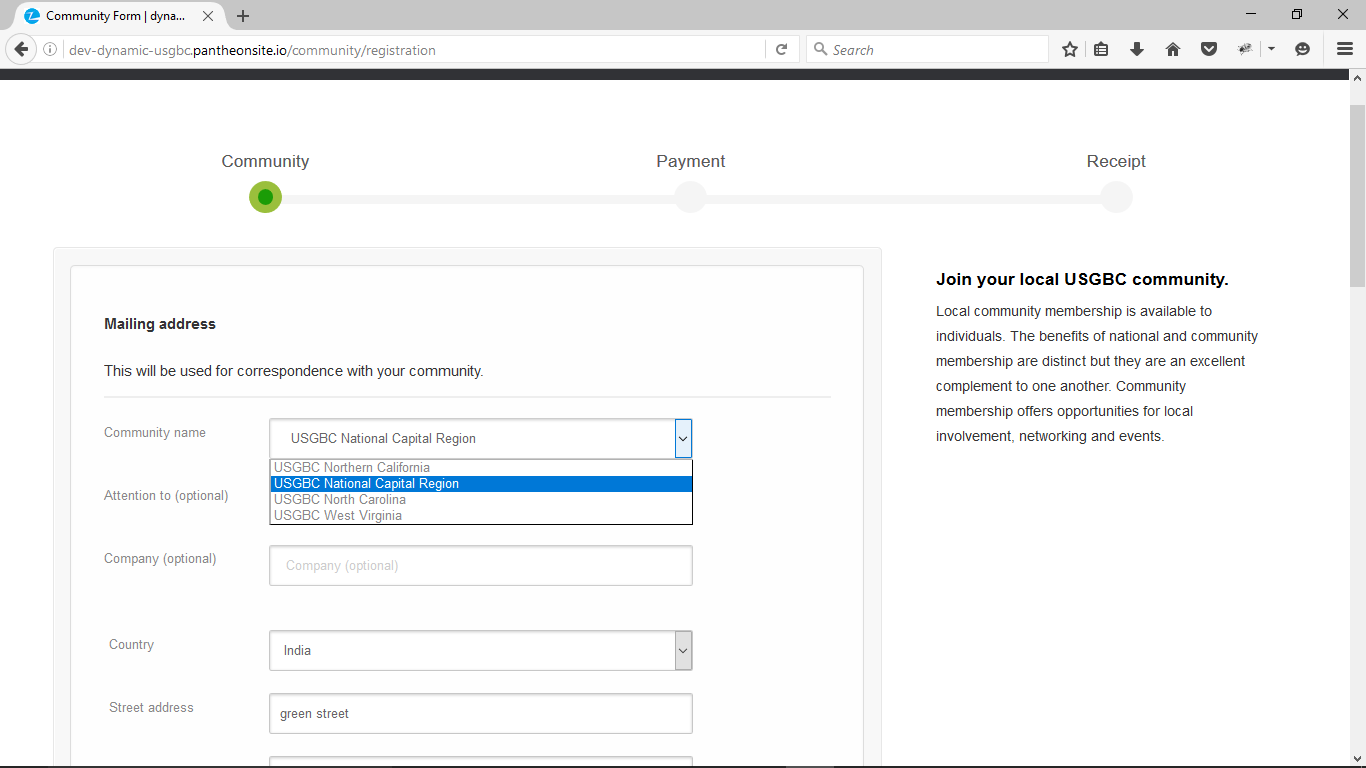 Community Form | dyna...
dev-dynamic-usgbc.pantheonsite.io/community/registration
Search
Community
Payment
Receipt
Mailing address
This will be used for correspondence with your community.
Community name
USGBC National Capital Region
USGBC Northern California
USGBC National Capital Region
USGBC North Carolina
USGBC West Virginia
Attention to (optional)
Company (optional)
Company (optional)
Country
India
Street address
green street
Join your local USGBC community.
Local community membership is available to
individuals. The benefits of national and community
membership are distinct but they are an excellent
complement to one another. Community
membership offers opportunities for local
involvement, networking and events.